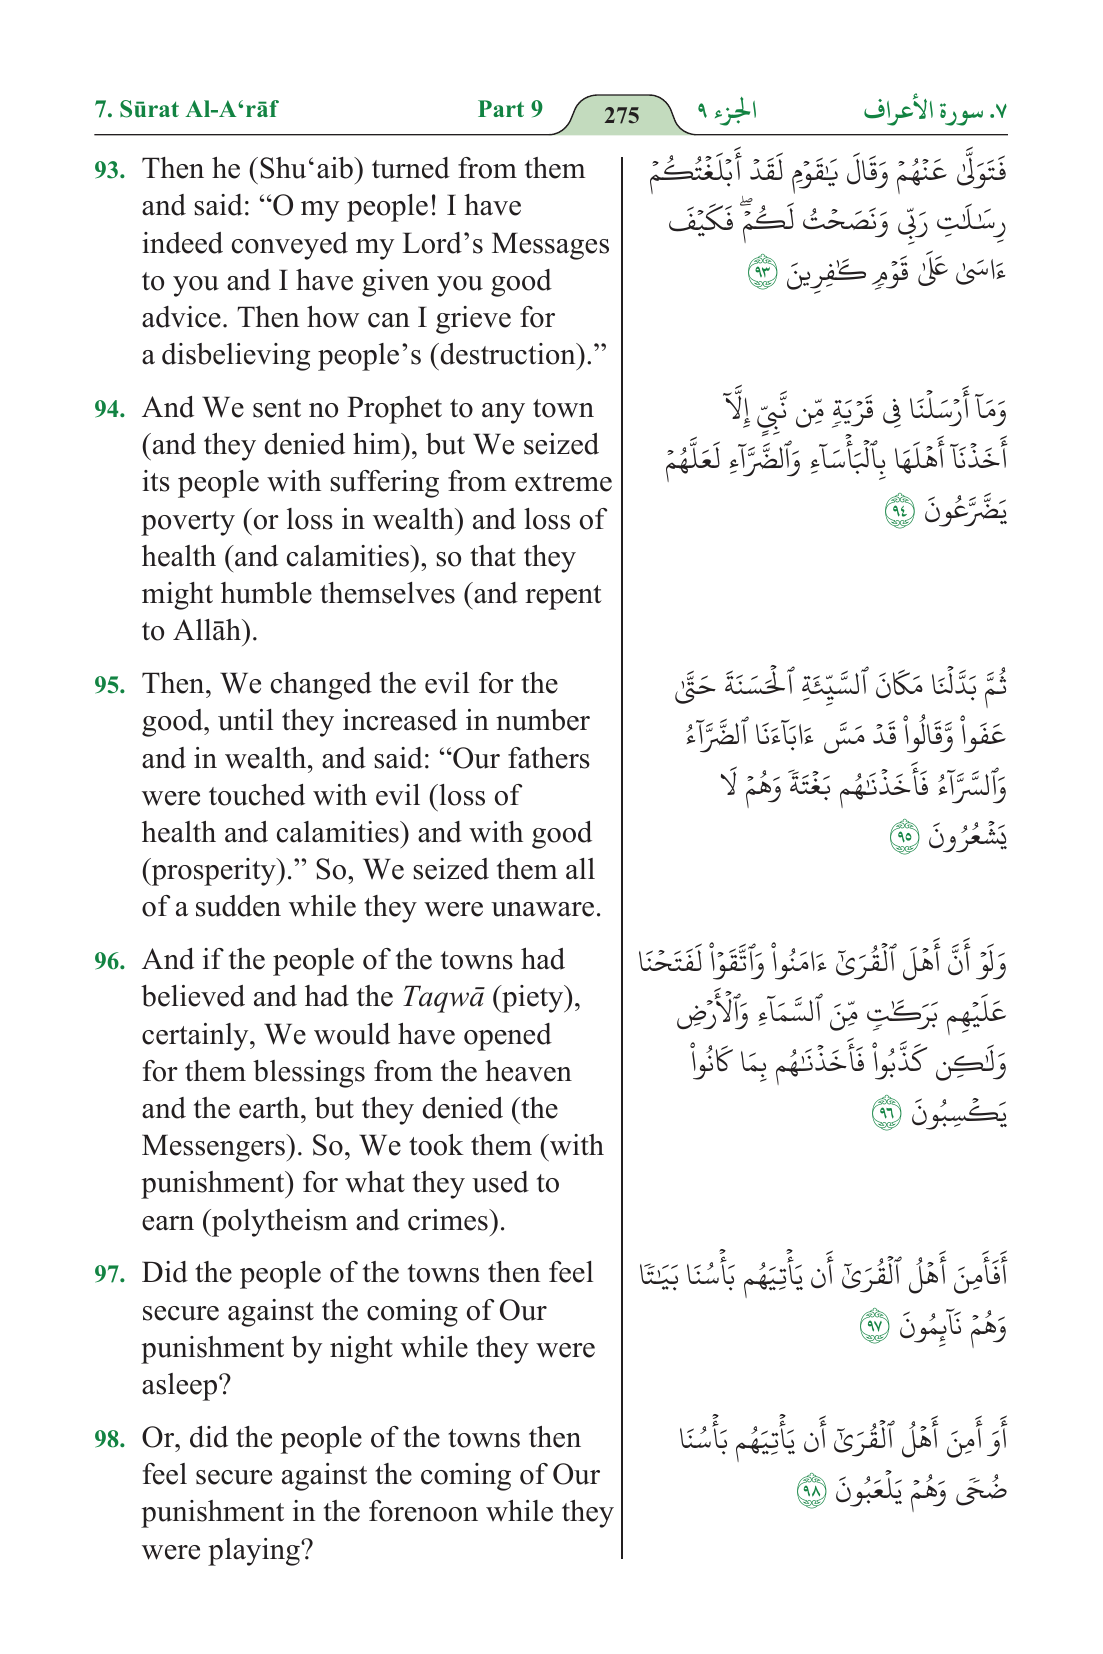 7. Sūrat Al-A‘rāf Part 9 275 الجزء ٩ ٧. سورة الأعراف
93. Then he (Shu‘aib) turned from them
and said: “O my people! I have
indeed conveyed my Lord’s Messages
to you and I have given you good
advice. Then how can I grieve for
a disbelieving people’s (destruction).”
فَتَوَلَّىٰ عَنۡهُمۡ وَقَالَ يَـٰقَوۡمِ لَقَدۡ أَبۡلَغۡتُكُمۡ
رِسَـٰلَـٰتِ رَبِّى وَنَصَحۡتُ لَكُمۡۖ فَكَيۡفَ
ءَاسَىٰ عَلَىٰ قَوۡمٍ كَـٰفِرِينَ ٩٣
94. And We sent no Prophet to any town
(and they denied him), but We seized
its people with suffering from extreme
poverty (or loss in wealth) and loss of
health (and calamities), so that they
might humble themselves (and repent
to Allāh).
وَمَآ أَرۡسَلۡنَا فِى قَرۡيَةٍ مِّن نَّبِىٍّ إِلَّآ
أَخَذۡنَآ أَهۡلَهَا بِٱلۡبَأۡسَآءِ وَٱلضَّرَّآءِ لَعَلَّهُمۡ
يَضَّرَّعُونَ ٩٤
95. Then, We changed the evil for the
good, until they increased in number
and in wealth, and said: “Our fathers
were touched with evil (loss of
health and calamities) and with good
(prosperity).” So, We seized them all
of a sudden while they were unaware.
ثُمَّ بَدَّلۡنَا مَكَانَ ٱلسَّيِّئَةِ ٱلۡحَسَنَةَ حَتَّىٰ
عَفَواْ وَّقَالُواْ قَدۡ مَسَّ ءَابَآءَنَا ٱلضَّرَّآءُ
وَٱلسَّرَّآءُ فَأَخَذۡنَـٰهُم بَغۡتَةً وَهُمۡ لَا
يَشۡعُرُونَ ٩٥
96. And if the people of the towns had
believed and had the Taqwā (piety),
certainly, We would have opened
for them blessings from the heaven
and the earth, but they denied (the
Messengers). So, We took them (with
punishment) for what they used to
earn (polytheism and crimes).
وَلَوۡ أَنَّ أَهۡلَ ٱلۡقُرَىٰٓ ءَامَنُواْ وَٱتَّقَوۡاْ لَفَتَحۡنَا
عَلَيۡهِم بَرَكَـٰتٍ مِّنَ ٱلسَّمَآءِ وَٱلۡأَرۡضِ
وَلَـٰكِن كَذَّبُواْ فَأَخَذۡنَـٰهُم بِمَا كَانُواْ
يَكۡسِبُونَ ٩٦
97. Did the people of the towns then feel
secure against the coming of Our
punishment by night while they were
asleep?
أَفَأَمِنَ أَهۡلُ ٱلۡقُرَىٰٓ أَن يَأۡتِيَهُم بَأۡسُنَا بَيَـٰتًا
وَهُمۡ نَآئِمُونَ ٩٧
98. Or, did the people of the towns then
feel secure against the coming of Our
punishment in the forenoon while they
were playing?
أَوَ أَمِنَ أَهۡلُ ٱلۡقُرَىٰٓ أَن يَأۡتِيَهُم بَأۡسُنَا
ضُحًى وَهُمۡ يَلۡعَبُونَ ٩٨